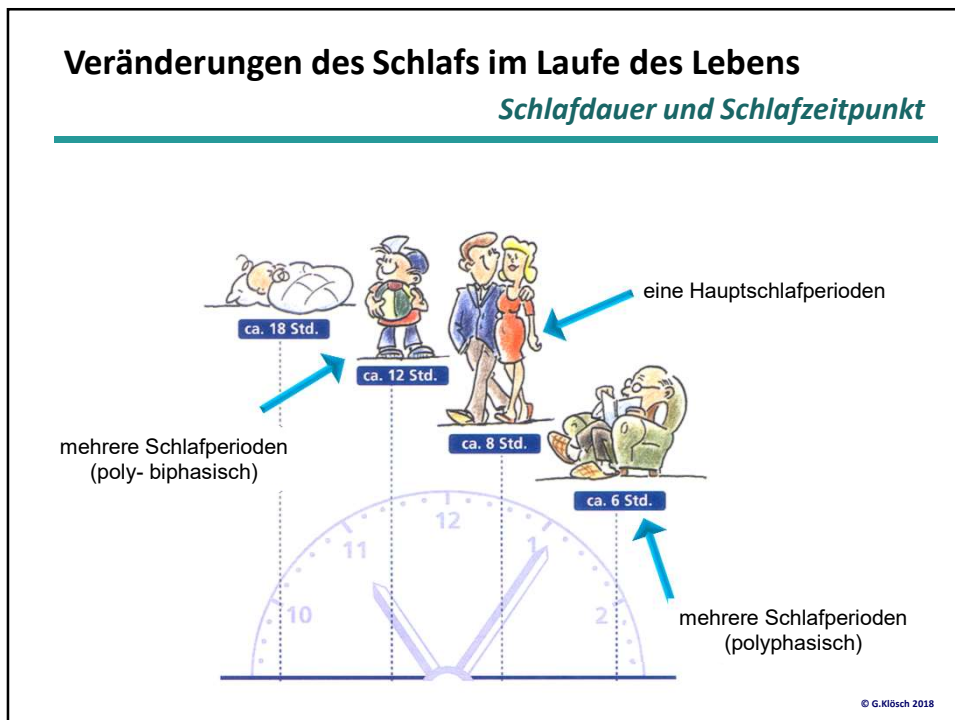 Veränderungen des Schlafs im Laufe des Lebens
Schlafdauer und Schlafzeitpunkt
eine Hauptschlafperioden
ca. 18 Std.
ca. 12 Std.
mehrere Schlafperioden
(poly- biphasisch)
ca. 8 Std.
ca. 6 Std.
12
11
1
10
2
mehrere Schlafperioden
(polyphasisch)
© G.Klösch 2018